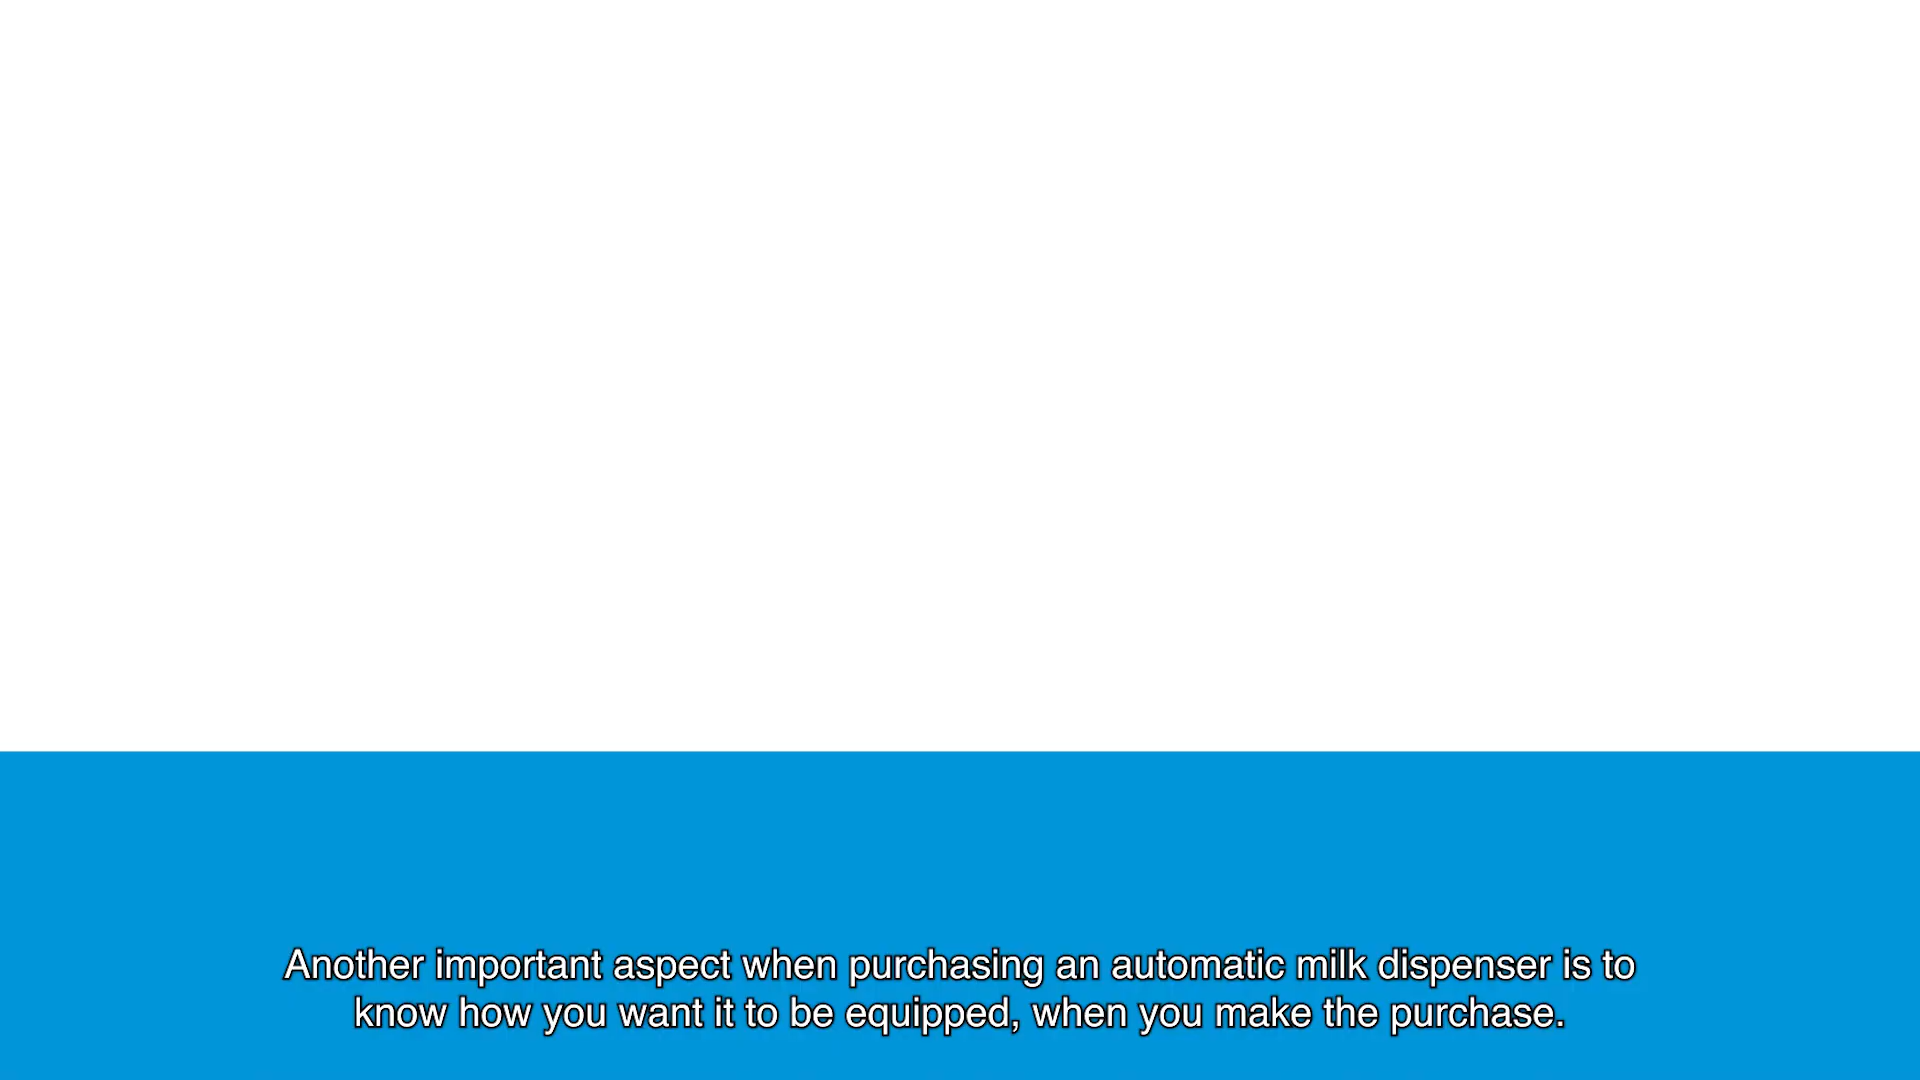 Another important aspect when purchasing an automatic milk dispenser is to
know how you want it to be equipped, when you make the purchase.